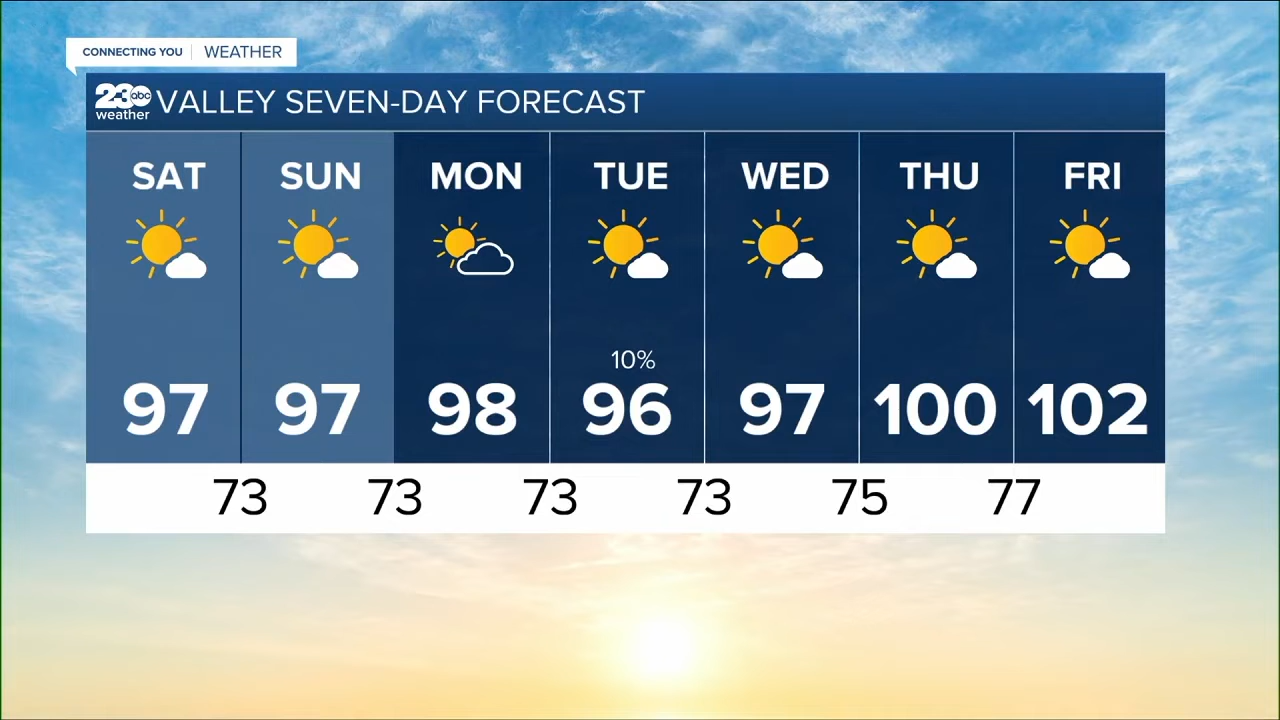 CONNECTING YOU | WEATHER
23 abc
weather
VALLEY SEVEN-DAY FORECAST
SAT SUN MON TUE WED THU FRI
10%
97 97 98 96 97 100 102
73 73 73 73 75 77